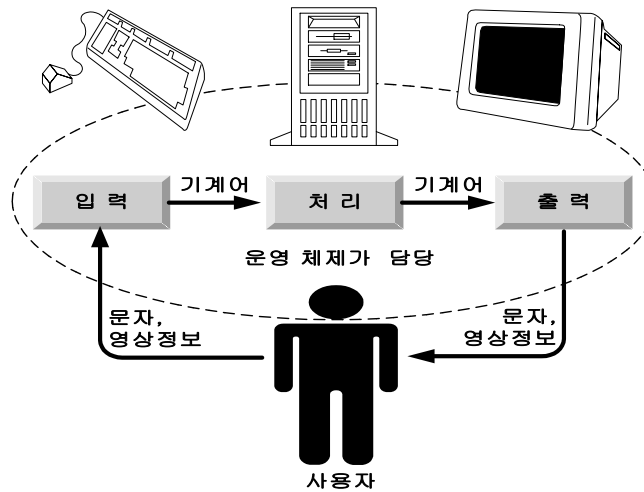 입 력
기계어
처 리
기계어
출 력
운영 체제가 담당
문자,
영상정보
문자,
영상정보
사용자